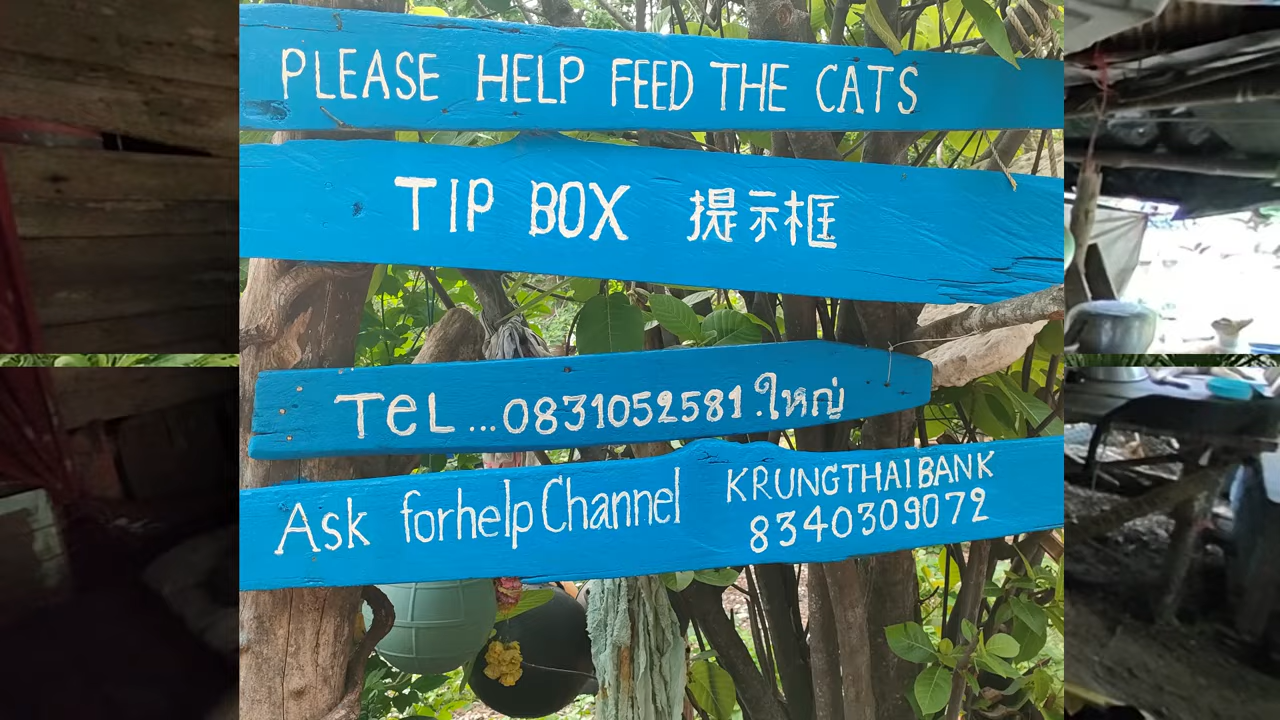 PLEASE HELP FEED THE CATS
TIP BOX 提示框
TeL...0831052581.ใหญ่
Ask forhelp Channel KRUNGTHAIBANK
8340309072